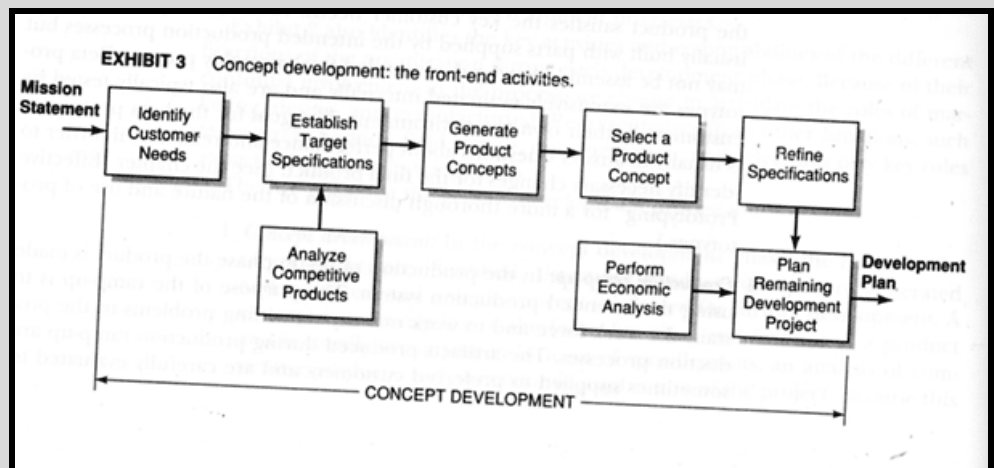 EXHIBIT 3 Concept development: the front-end activities.
Mission
Statement
Identify
Customer
Needs
Establish
Target
Specifications
Generate
Product
Concepts
Select a
Product
Concept
Refine
Specifications
Analyze
Competitive
Products
Perform
Economic
Analysis
Plan
Remaining
Development
Project
Development
Plan
CONCEPT DEVELOPMENT